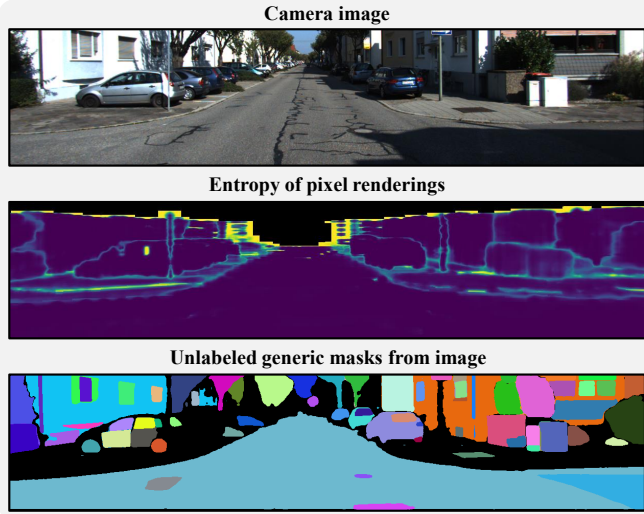 Camera image
Entropy of pixel renderings
Unlabeled generic masks from image